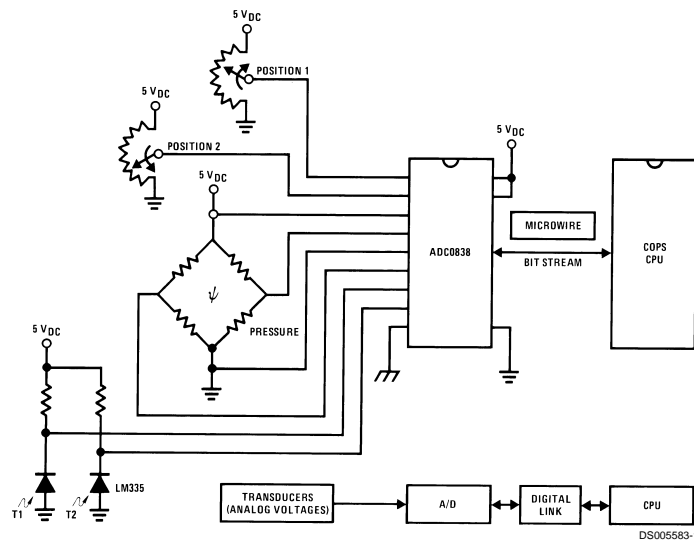 5 VDC
POSITION 1
5 VDC
POSITION 2
5 VDC
5 VDC
MICROWIRE
ADC0838
COPS
CPU
BIT STREAM
ψ
PRESSURE
5 VDC
LM335
T1
T2
TRANSDUCERS
(ANALOG VOLTAGES)
A/D
DIGITAL
LINK
CPU
DS005583-